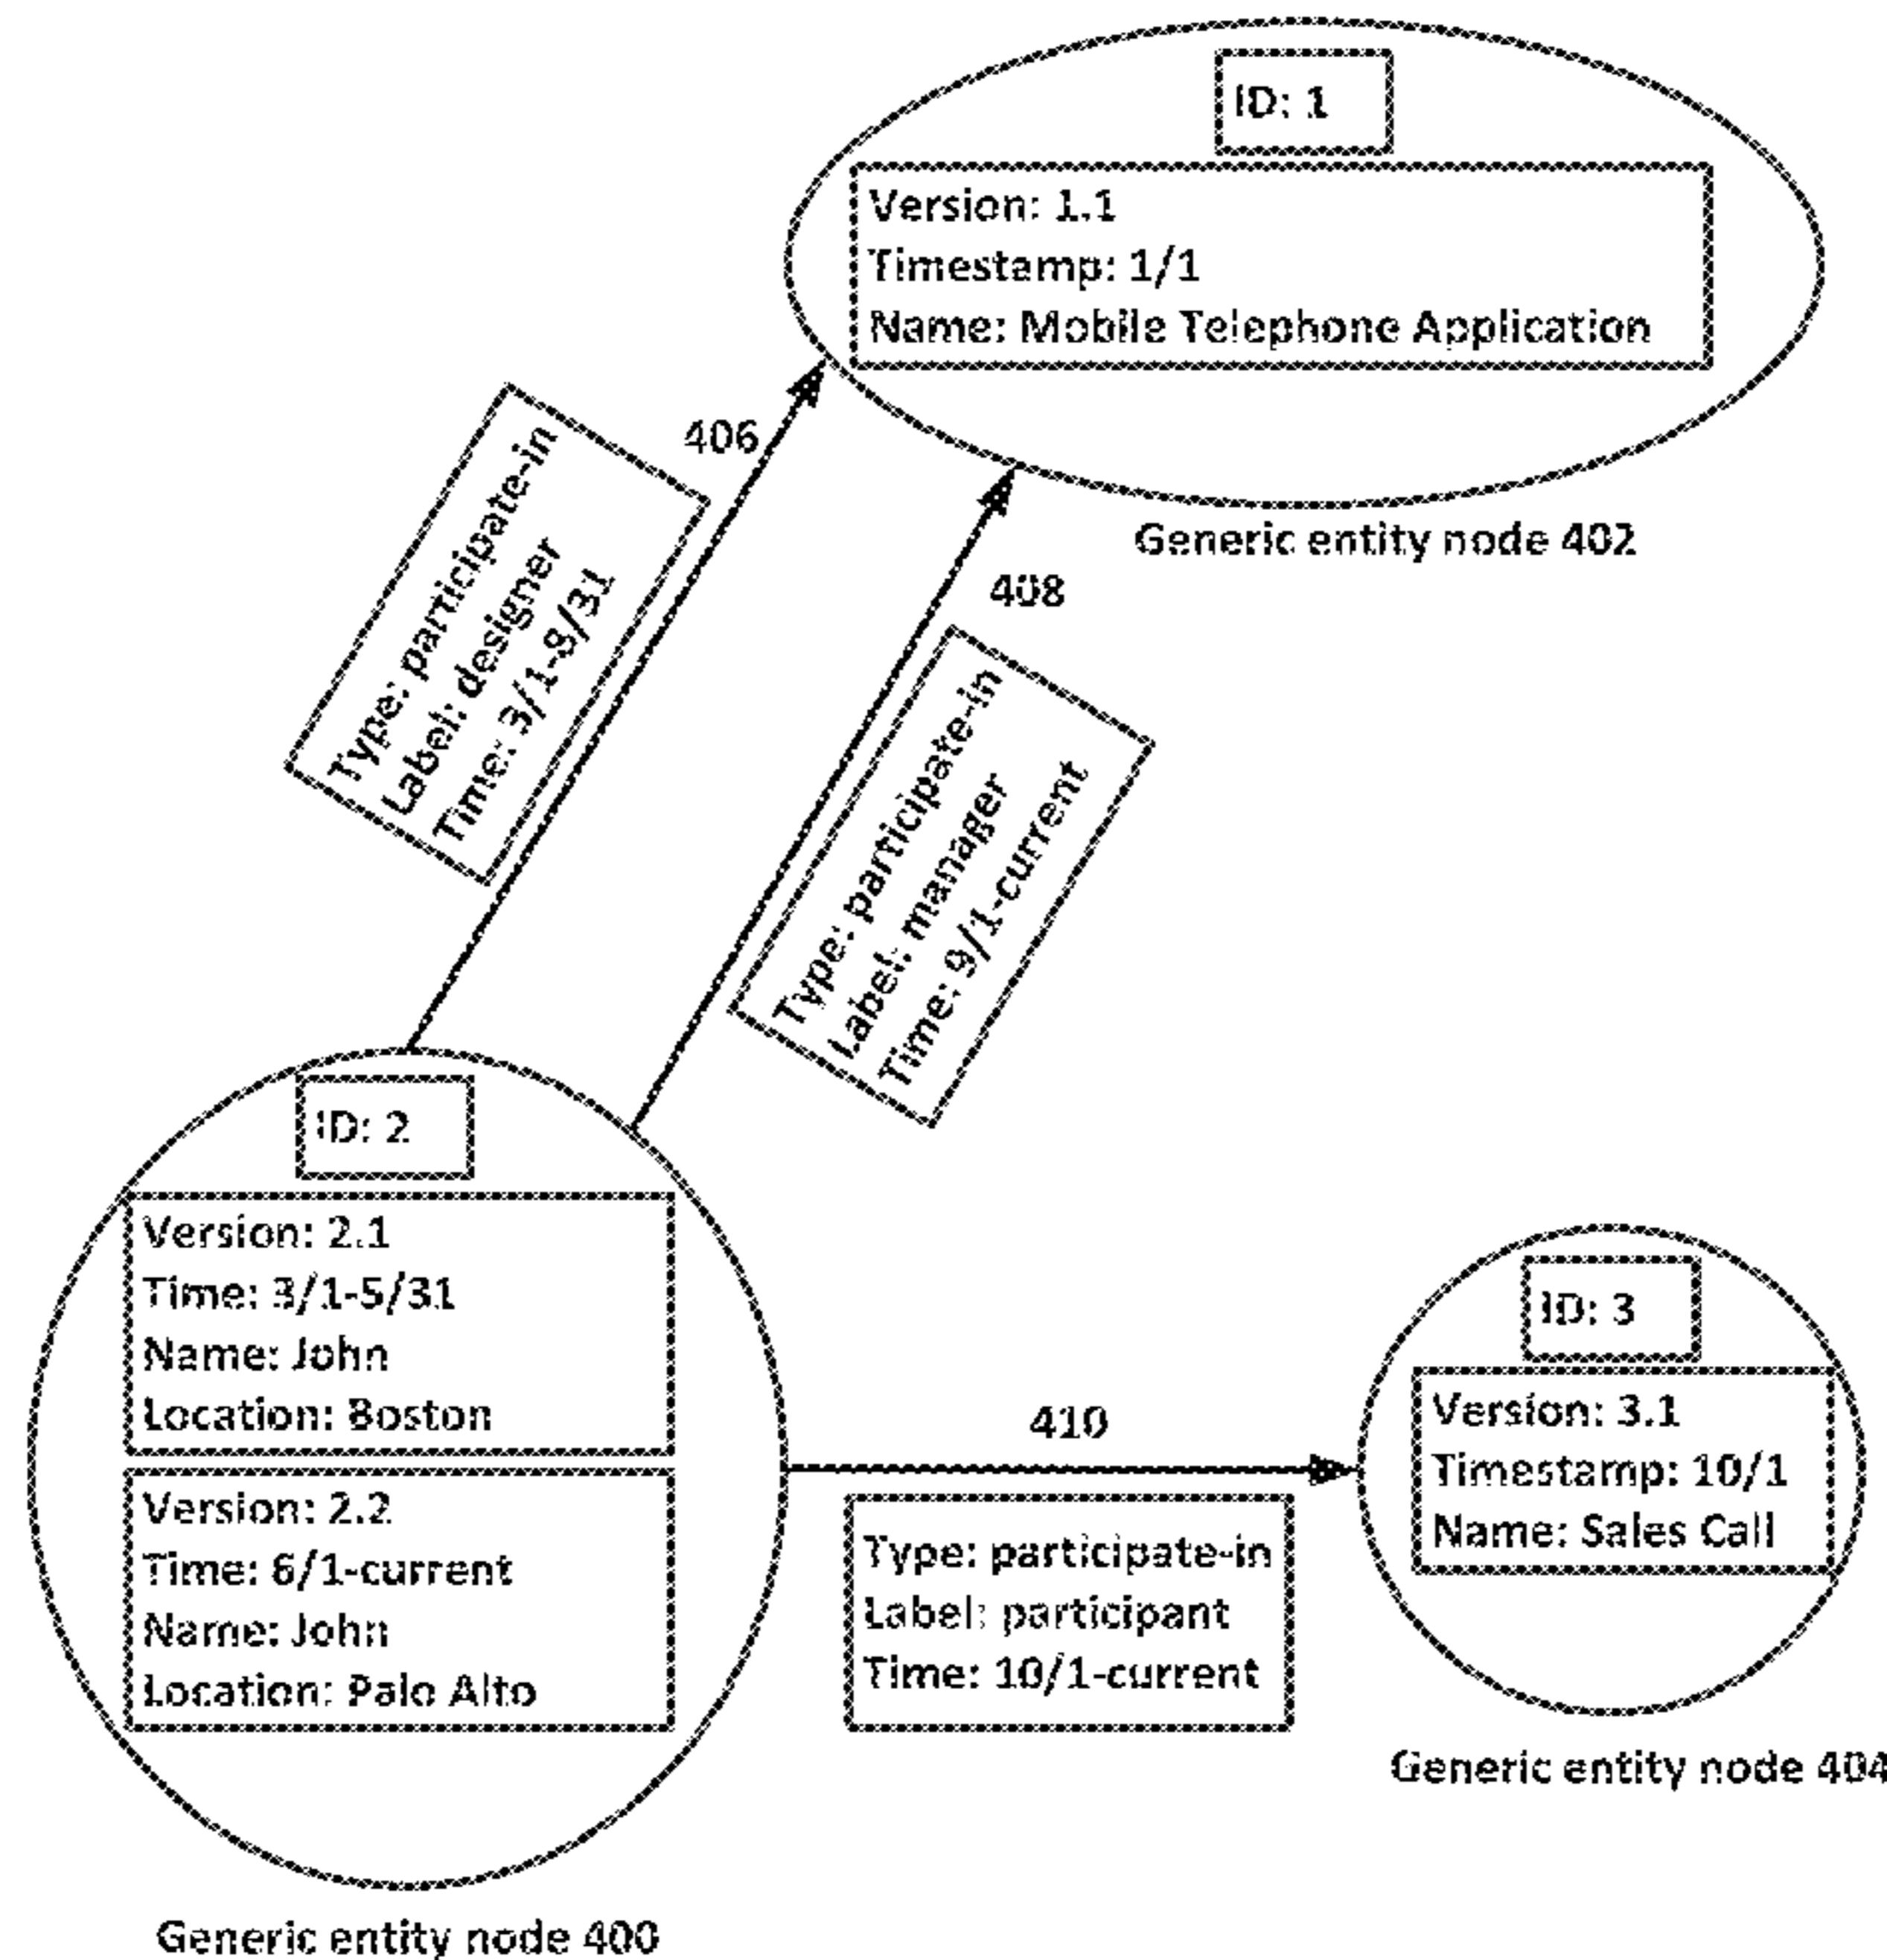 ID: 1
Version: 1.1
Timestamp: 1/1
Name: Mobile Telephone Application
Generic entity node 402
406
Type: participate-in
Label: designer
Time: 3/1-8/31
408
Type: participate-in
Label: manager
Time: 9/1-current
ID: 2
Version: 2.1
Time: 3/1-5/31
Name: John
Location: Boston
Version: 2.2
Time: 6/1-current
Name: John
Location: Palo Alto
Generic entity node 400
410
Type: participate-in
Label: participant
Time: 10/1-current
ID: 3
Version: 3.1
Timestamp: 10/1
Name: Sales Call
Generic entity node 404